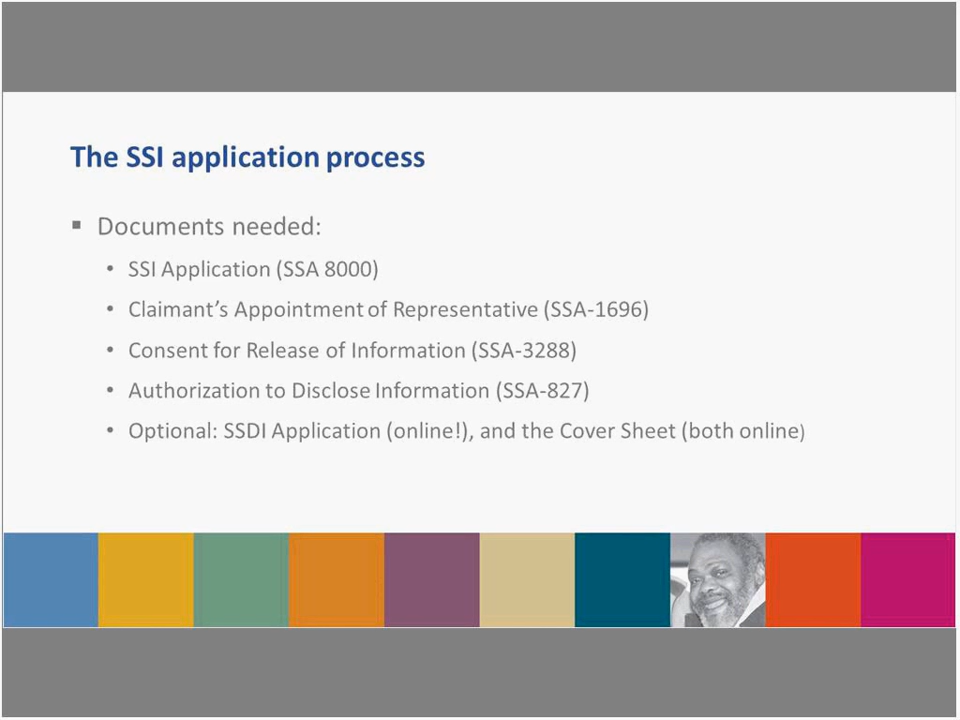 The SSI application process
▪ Documents needed:
• SSI Application (SSA 8000)
• Claimant’s Appointment of Representative (SSA-1696)
• Consent for Release of Information (SSA-3288)
• Authorization to Disclose Information (SSA-827)
• Optional: SSDI Application (online!), and the Cover Sheet (both online)